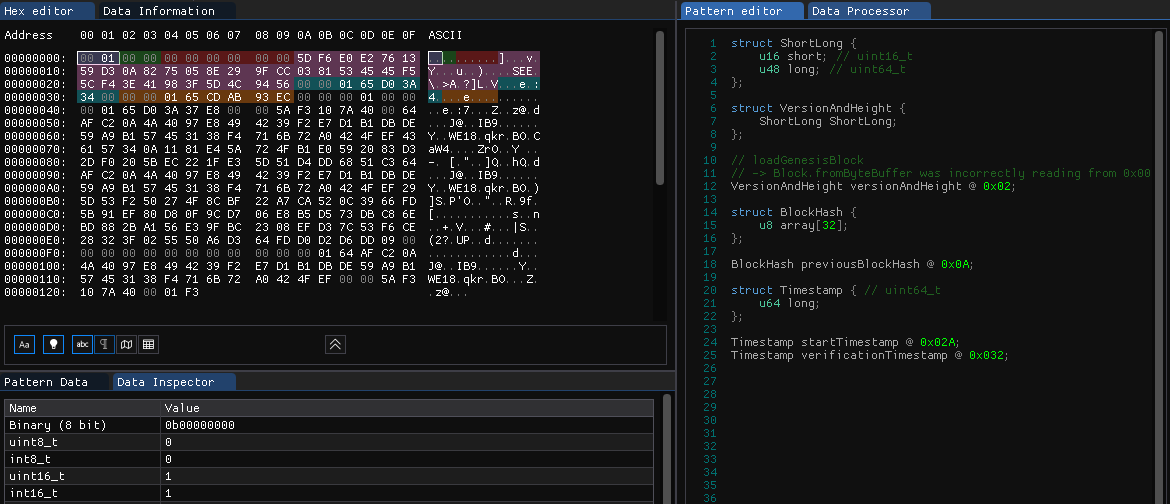 Hex editor
Data Information
Address 00 01 02 03 04 05 06 07 08 09 0A 0B 0C 0D 0E 0F ASCII
00000000: 00 01 00 00 00 00 00 00 00 00 5D F6 E0 E2 76 13 ..........]...v.
00000010: 59 D3 0A 82 75 05 8E 29 9F CC 03 81 53 45 45 F5 Y...u..)....SEE.
00000020: 5C F4 3E 41 98 3F 5D 4C 94 56 00 00 01 65 D0 3A \.>A.?]L.V...e.:
00000030: 34 00 00 00 01 65 CD AB 93 EC 00 00 00 01 00 00 4....e..........
00000040: 00 01 65 D0 3A 37 E8 00 00 5A F3 10 7A 40 00 64 ..e.:7...Z..z@.d
00000050: AF C2 0A 4A 40 97 E8 49 42 39 F2 E7 D1 B1 DB DE ...J@..IB9......
00000060: 59 A9 B1 57 45 31 38 F4 71 6B 72 A0 42 4F EF 43 Y..WE18.qkr.BO.C
00000070: 61 57 34 0A 11 81 E4 5A 72 4F B1 E0 59 20 83 D3 aW4....ZrO..Y ..
00000080: 2D F0 20 5B EC 22 1F E3 5D 51 D4 DD 68 51 C3 64 -. [."..]Q..hQ.d
00000090: AF C2 0A 4A 40 97 E8 49 42 39 F2 E7 D1 B1 DB DE ...J@..IB9......
000000A0: 59 A9 B1 57 45 31 38 F4 71 6B 72 A0 42 4F EF 29 Y..WE18.qkr.BO.)
000000B0: 5D 53 F2 50 27 4F 8C BF 22 A7 CA 52 0C 39 66 FD ]S.P'O.."..R.9f.
000000C0: 5B 91 EF 80 D8 0F 9C D7 06 E8 B5 D5 73 DB C8 6E [...........s..n
000000D0: BD 88 2B A1 56 E3 9F BC 23 08 EF D3 7C 53 F6 CE ..+.V...#...|S..
000000E0: 28 32 3F 02 55 50 A6 D3 64 FD D0 D2 D6 DD 09 00 (2?.UP..d.......
000000F0: 00 00 00 00 00 00 00 00 00 00 00 01 64 AF C2 0A ............d...
00000100: 4A 40 97 E8 49 42 39 F2 E7 D1 B1 DB DE 59 A9 B1 J@..IB9......Y..
00000110: 57 45 31 38 F4 71 6B 72 A0 42 4F EF 00 00 5A F3 WE18.qkr.BO...Z.
00000120: 10 7A 40 00 01 F3 .z@...
Aa
abc
Pattern Data
Data Inspector
Name Value
Binary (8 bit) 0b00000000
uint8_t 0
int8_t 0
uint16_t 1
int16_t 1
Pattern editor
Data Processor
1 struct ShortLong {
2 u16 short; // uint16_t
3 u48 long; // uint64_t
4 };
5
6 struct VersionAndHeight {
7 ShortLong ShortLong;
8 };
9
10 // loadGenesisBlock
11 // -> Block.fromByteBuffer was incorrectly reading from 0x00
12 VersionAndHeight versionAndHeight @ 0x02;
13
14 struct BlockHash {
15 u8 array[32];
16 };
17
18 BlockHash previousBlockHash @ 0x0A;
19
20 struct Timestamp { // uint64_t
21 u64 long;
22 };
23
24 Timestamp startTimestamp @ 0x02A;
25 Timestamp verificationTimestamp @ 0x032;
26
27
28
29
30
31
32
33
34
35
36